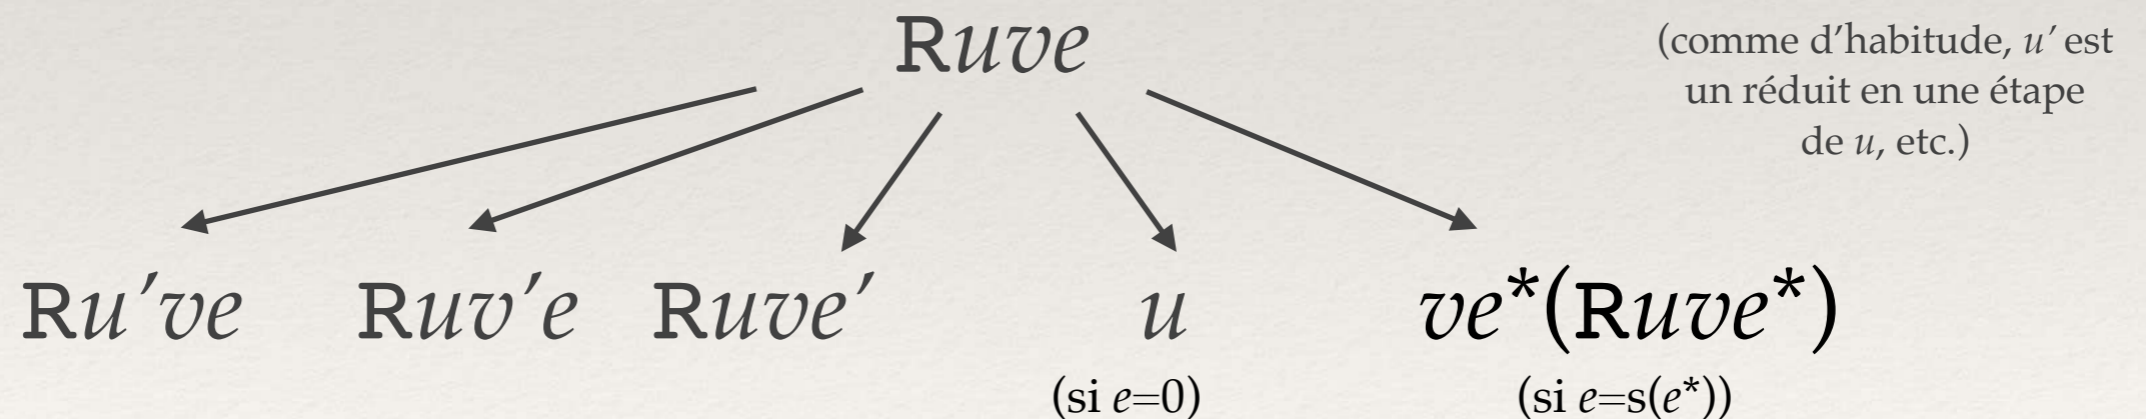 Ruve
(comme d'habitude, u' est
un réduit en une étape
de u, etc.)
Ru've Ruv'e Ruve' u ve*(Ruve*)
(si e=0) (si e=s(e*))